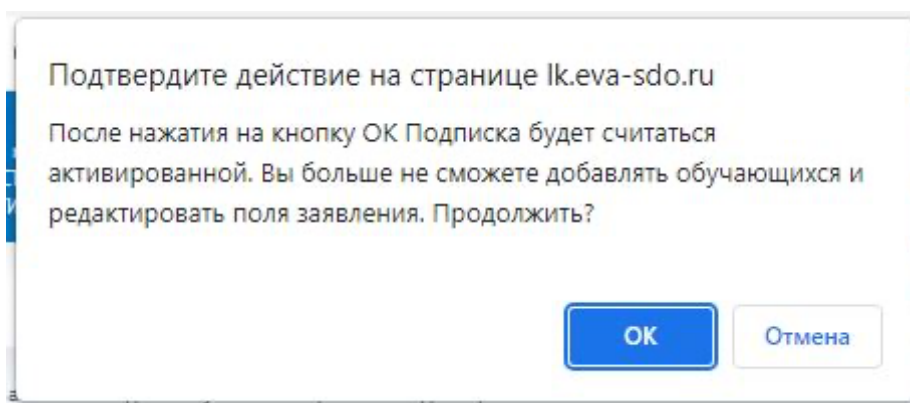 Подтвердите действие на странице lk.eva-sdo.ru
После нажатия на кнопку ОК Подписка будет считаться
активированной. Вы больше не сможете добавлять обучающихся и
редактировать поля заявления. Продолжить?
ОК
Отмена